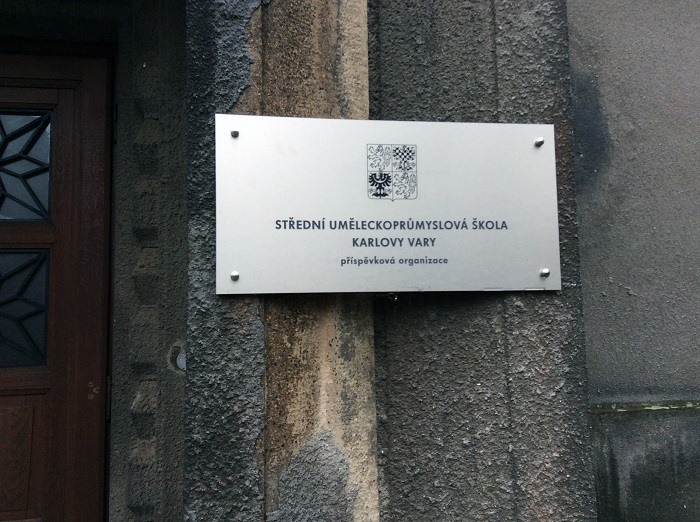 STŘEDNÍ UMĚLECKOPRŮMYSLOVÁ ŠKOLA
KARLOVY VARY
příspěvková organizace